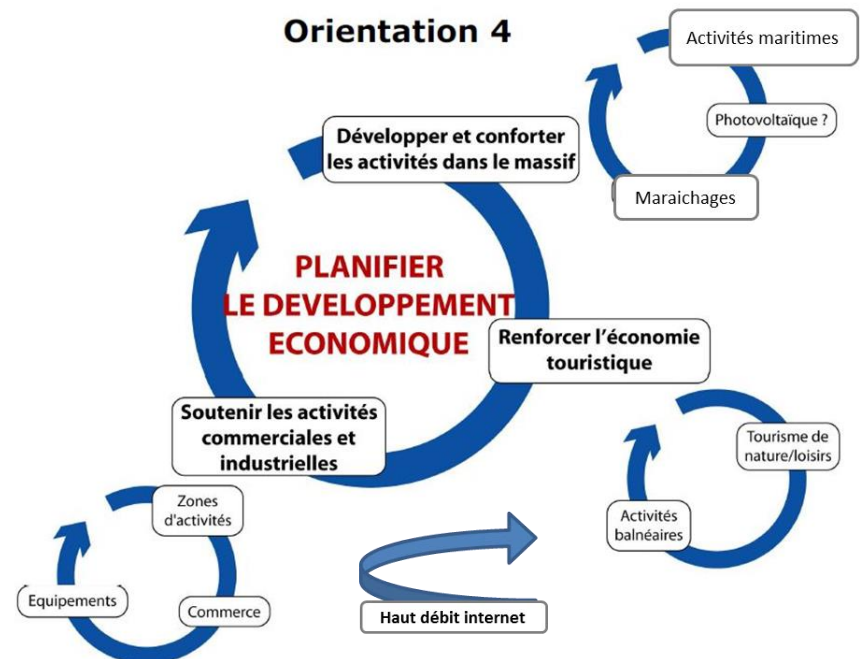 Orientation 4
Activités maritimes
Photovoltaïque ?
Maraichages
Développer et conforter
les activités dans le massif
PLANIFIER
LE DEVELOPPEMENT
ECONOMIQUE
Renforcer l'économie
touristique
Soutenir les activités
commerciales et
industrielles
Tourisme de
nature/loisirs
Activités
balnéaires
Zones
d'activités
Equipements
Commerce
Haut débit internet